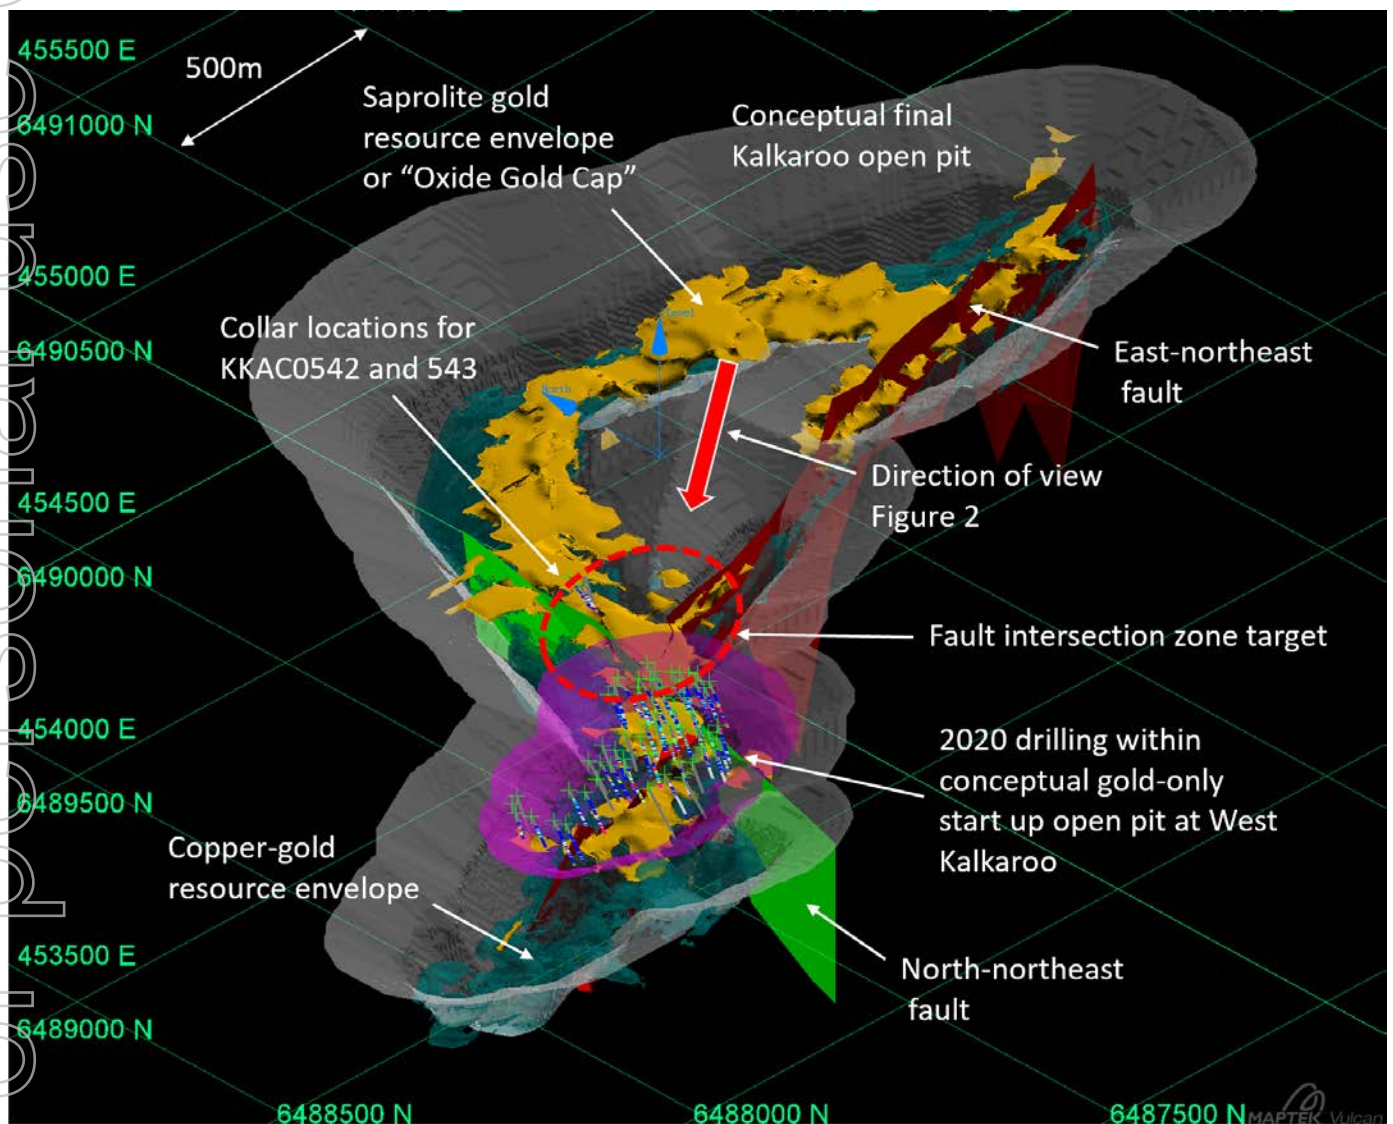 455500 E
500m
6491000 N
Saprolite gold
resource envelope
or “Oxide Gold Cap”
Conceptual final
Kalkaroo open pit
455000 E
Collar locations for
KKAC0542 and 543
6490500 N
Level
North
East-northeast
fault
Direction of view
Figure 2
454500 E
6490000 N
Fault intersection zone target
454000 E
6489500 N
2020 drilling within
conceptual gold-only
start up open pit at West
Kalkaroo
Copper-gold
resource envelope
453500 E
6489000 N
North-northeast
fault
6488500 N
6488000 N
6487500 N
MAPTEK Vulcan